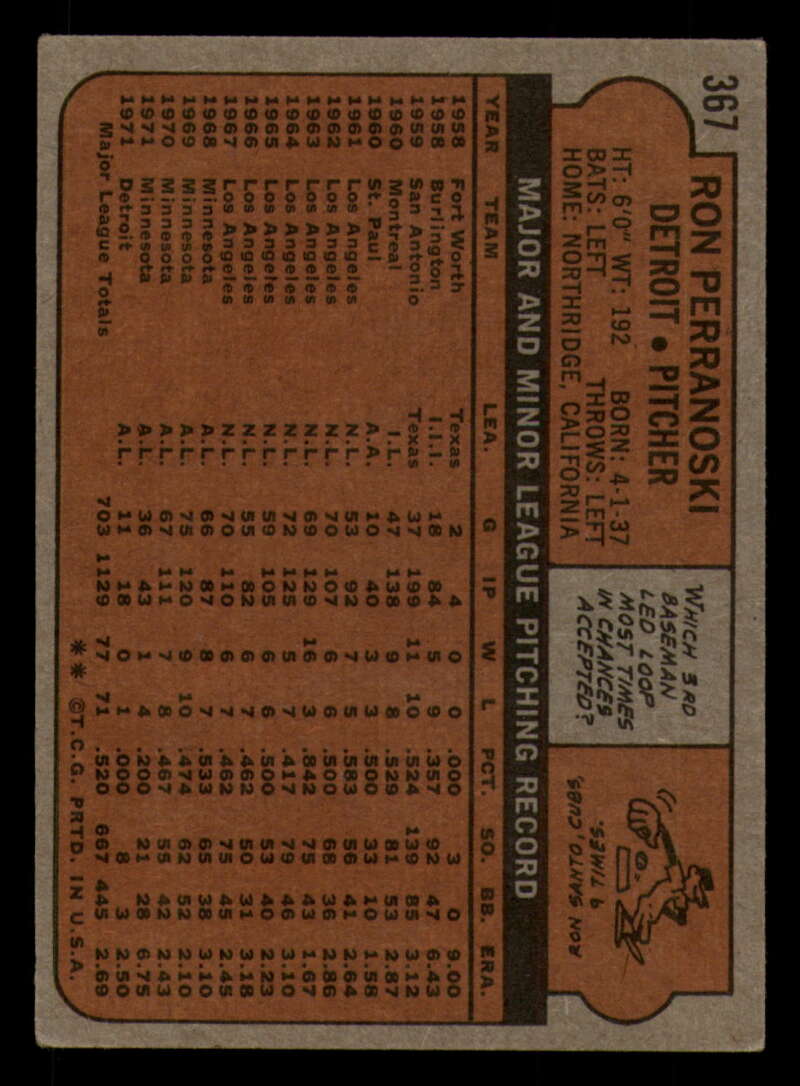 367
RON PERRANOSKI
DETROIT • PITCHER
HT: 6'0" WT: 192 BORN: 4-1-37
BATS: LEFT THROWS: LEFT
HOME: NORTHRIDGE, CALIFORNIA
WHICH 3RD
BASEMAN
LED LOOP
MOST TIMES
IN CHANCES
ACCEPTED?
RON SANTO, CUBS,
9 TIMES.
MAJOR AND MINOR LEAGUE PITCHING RECORD
YEAR TEAM LEA. G IP W L PCT. SO. BB. ERA.
1958 Fort Worth Texas 2 4 0 0 .000 3 0 9.00
1958 Burlington I.I.I. 18 84 5 9 .357 92 47 6.43
1959 San Antonio Texas 37 199 11 10 .524 139 85 3.12
1960 Montreal I.L. 47 138 9 8 .529 81 53 2.87
1960 St. Paul A.A. 10 40 3 3 .500 33 10 1.58
1961 Los Angeles N.L. 53 92 7 5 .583 56 41 2.64
1962 Los Angeles N.L. 70 107 6 6 .500 68 36 2.86
1963 Los Angeles N.L. 69 129 16 3 .842 75 43 1.67
1964 Los Angeles N.L. 72 125 5 7 .417 79 46 3.10
1965 Los Angeles N.L. 59 105 6 6 .500 53 40 2.23
1966 Los Angeles N.L. 55 82 6 7 .462 50 31 3.18
1967 Los Angeles N.L. 70 110 6 7 .462 75 45 2.45
1968 Minnesota A.L. 66 87 8 7 .533 65 38 3.10
1969 Minnesota A.L. 75 120 9 10 .474 62 52 2.10
1970 Minnesota A.L. 67 111 7 8 .467 55 42 2.43
1971 Minnesota A.L. 36 43 1 4 .200 21 28 6.75
1971 Detroit A.L. 11 18 0 1 .000 8 3 2.50
Major League Totals 703 1129 77 71 .520 667 445 2.69
** ©T.C.G. PRTD. IN U.S.A.